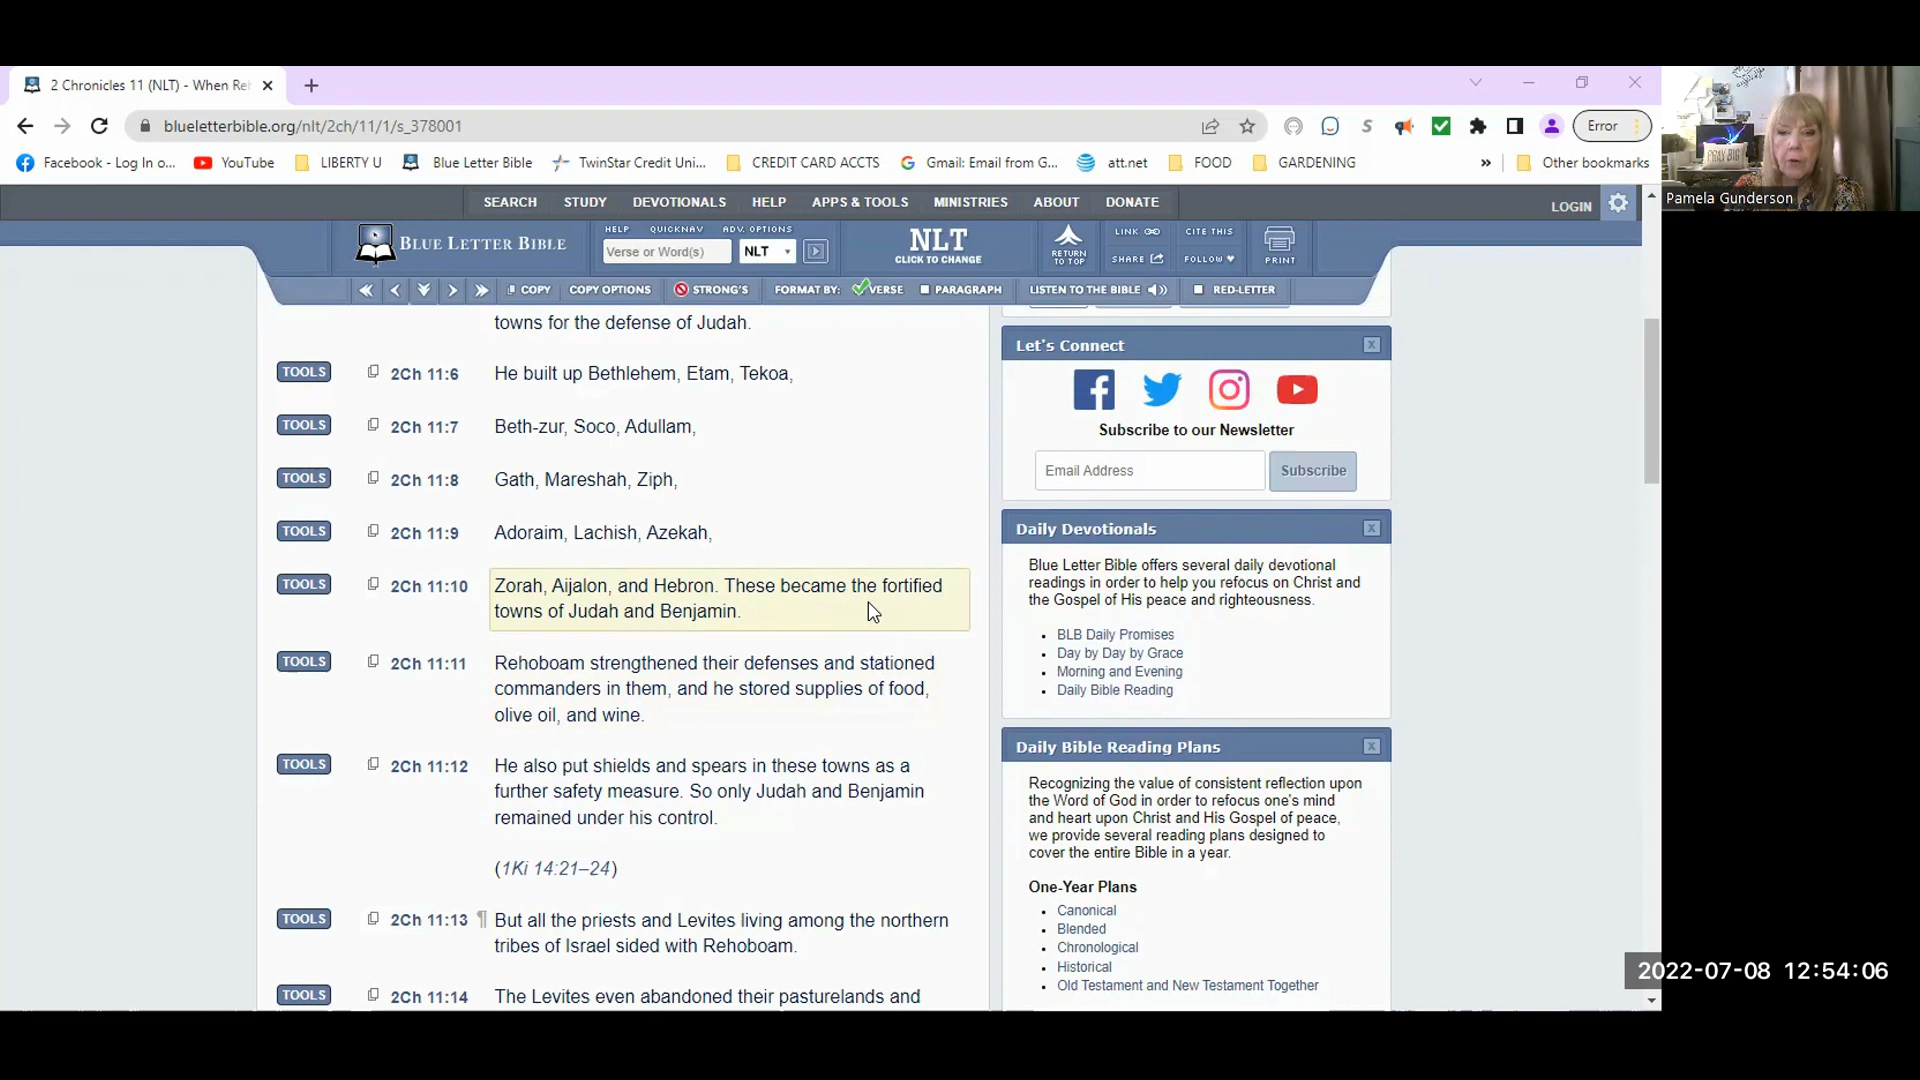 2 Chronicles 11 (NLT) - When Reh
blueletterbible.org/nlt/2ch/11/1/s_378001
Error
Facebook - Log In o...
YouTube
LIBERTY U
Blue Letter Bible
TwinStar Credit Uni...
CREDIT CARD ACCTS
Gmail: Email from G...
att.net
FOOD
GARDENING
»
Other bookmarks
PRAY BIG
Pamela Gunderson
SEARCH STUDY DEVOTIONALS HELP APPS & TOOLS MINISTRIES ABOUT DONATE
LOGIN
BLUE LETTER BIBLE
HELP QUICKNAV ADV. OPTIONS
Verse or Word(s)
NLT
NLT
CLICK TO CHANGE
RETURN
TO TOP
LINK
CITE THIS
SHARE
FOLLOW
PRINT
COPY COPY OPTIONS STRONG'S FORMAT BY: VERSE PARAGRAPH LISTEN TO THE BIBLE RED-LETTER
towns for the defense of Judah.
TOOLS 2Ch 11:6 He built up Bethlehem, Etam, Tekoa,
TOOLS 2Ch 11:7 Beth-zur, Soco, Adullam,
TOOLS 2Ch 11:8 Gath, Mareshah, Ziph,
TOOLS 2Ch 11:9 Adoraim, Lachish, Azekah,
TOOLS 2Ch 11:10 Zorah, Aijalon, and Hebron. These became the fortified
towns of Judah and Benjamin.
TOOLS 2Ch 11:11 Rehoboam strengthened their defenses and stationed
commanders in them, and he stored supplies of food,
olive oil, and wine.
TOOLS 2Ch 11:12 He also put shields and spears in these towns as a
further safety measure. So only Judah and Benjamin
remained under his control.
(1Ki 14:21–24)
TOOLS 2Ch 11:13 ¶ But all the priests and Levites living among the northern
tribes of Israel sided with Rehoboam.
TOOLS 2Ch 11:14 The Levites even abandoned their pasturelands and
Let's Connect
Subscribe to our Newsletter
Email Address
Subscribe
Daily Devotionals
Blue Letter Bible offers several daily devotional
readings in order to help you refocus on Christ and
the Gospel of His peace and righteousness.
• BLB Daily Promises
• Day by Day by Grace
• Morning and Evening
• Daily Bible Reading
Daily Bible Reading Plans
Recognizing the value of consistent reflection upon
the Word of God in order to refocus one's mind
and heart upon Christ and His Gospel of peace,
we provide several reading plans designed to
cover the entire Bible in a year.
One-Year Plans
• Canonical
• Blended
• Chronological
• Historical
• Old Testament and New Testament Together
2022-07-08 12:54:06